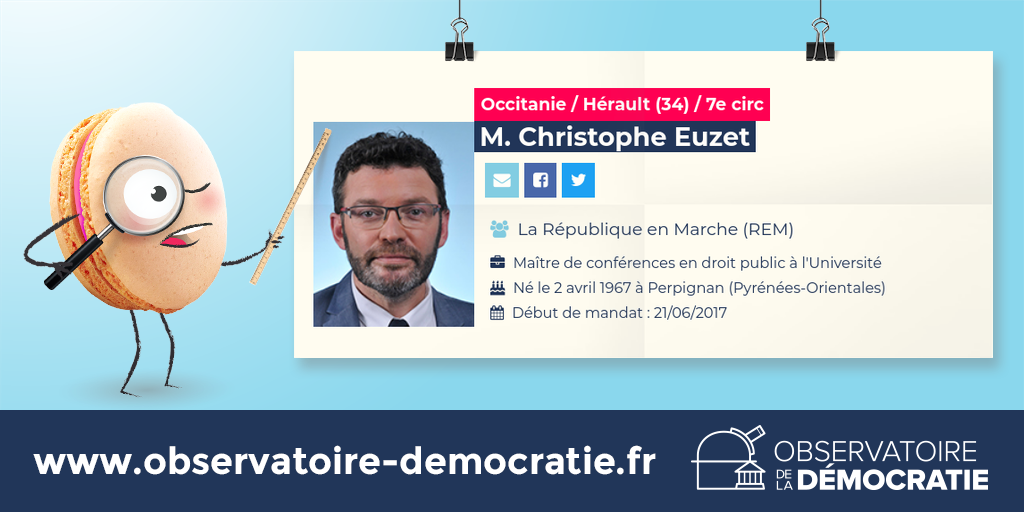 Occitanie / Hérault (34) / 7e circ
M. Christophe Euzet
La République en Marche (REM)
Maître de conférences en droit public à l'Université
Né le 2 avril 1967 à Perpignan (Pyrénées-Orientales)
Début de mandat : 21/06/2017
www.observatoire-democratie.fr
OBSERVATOIRE
DE LA DÉMOCRATIE